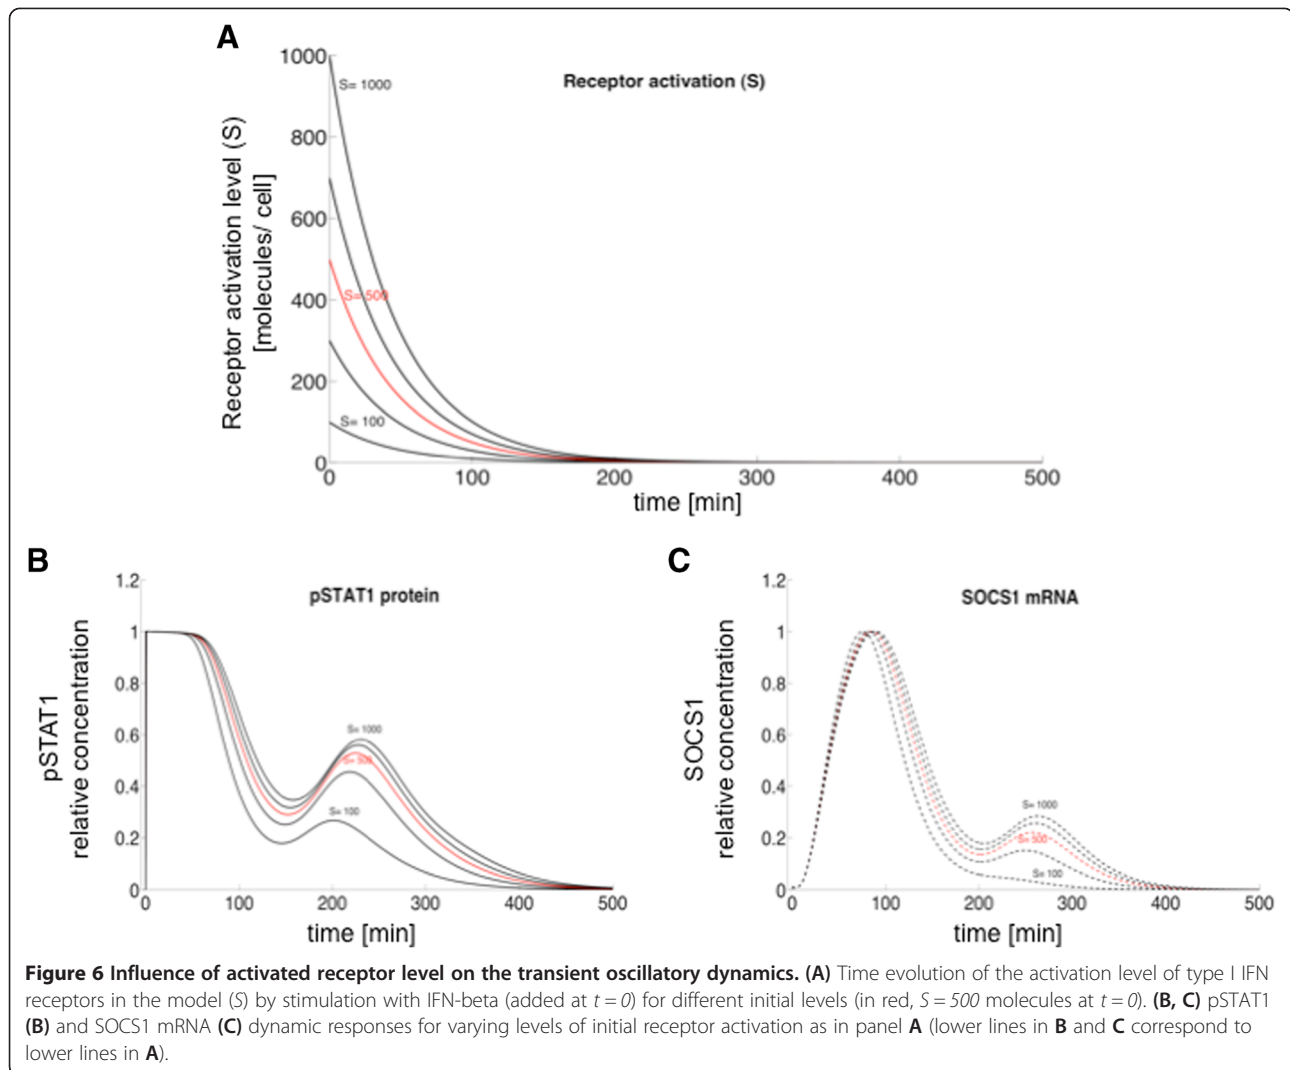 A
Receptor activation (S)
Receptor activation level (S)
[molecules/ cell]
1000
800
600
400
200
0
S= 1000
S= 500
S= 100
0 100 200 300 400 500
time [min]
B
pSTAT1 protein
pSTAT1
relative concentration
1.2
1
0.8
0.6
0.4
0.2
0
S= 1000
S= 500
S= 100
0 100 200 300 400 500
time [min]
C
SOCS1 mRNA
SOCS1
relative concentration
1.2
1
0.8
0.6
0.4
0.2
0
S= 1000
S= 500
S= 100
0 100 200 300 400 500
time [min]
Figure 6 Influence of activated receptor level on the transient oscillatory dynamics. (A) Time evolution of the activation level of type I IFN
receptors in the model (S) by stimulation with IFN-beta (added at t = 0) for different initial levels (in red, S = 500 molecules at t = 0). (B, C) pSTAT1
(B) and SOCS1 mRNA (C) dynamic responses for varying levels of initial receptor activation as in panel A (lower lines in B and C correspond to
lower lines in A).